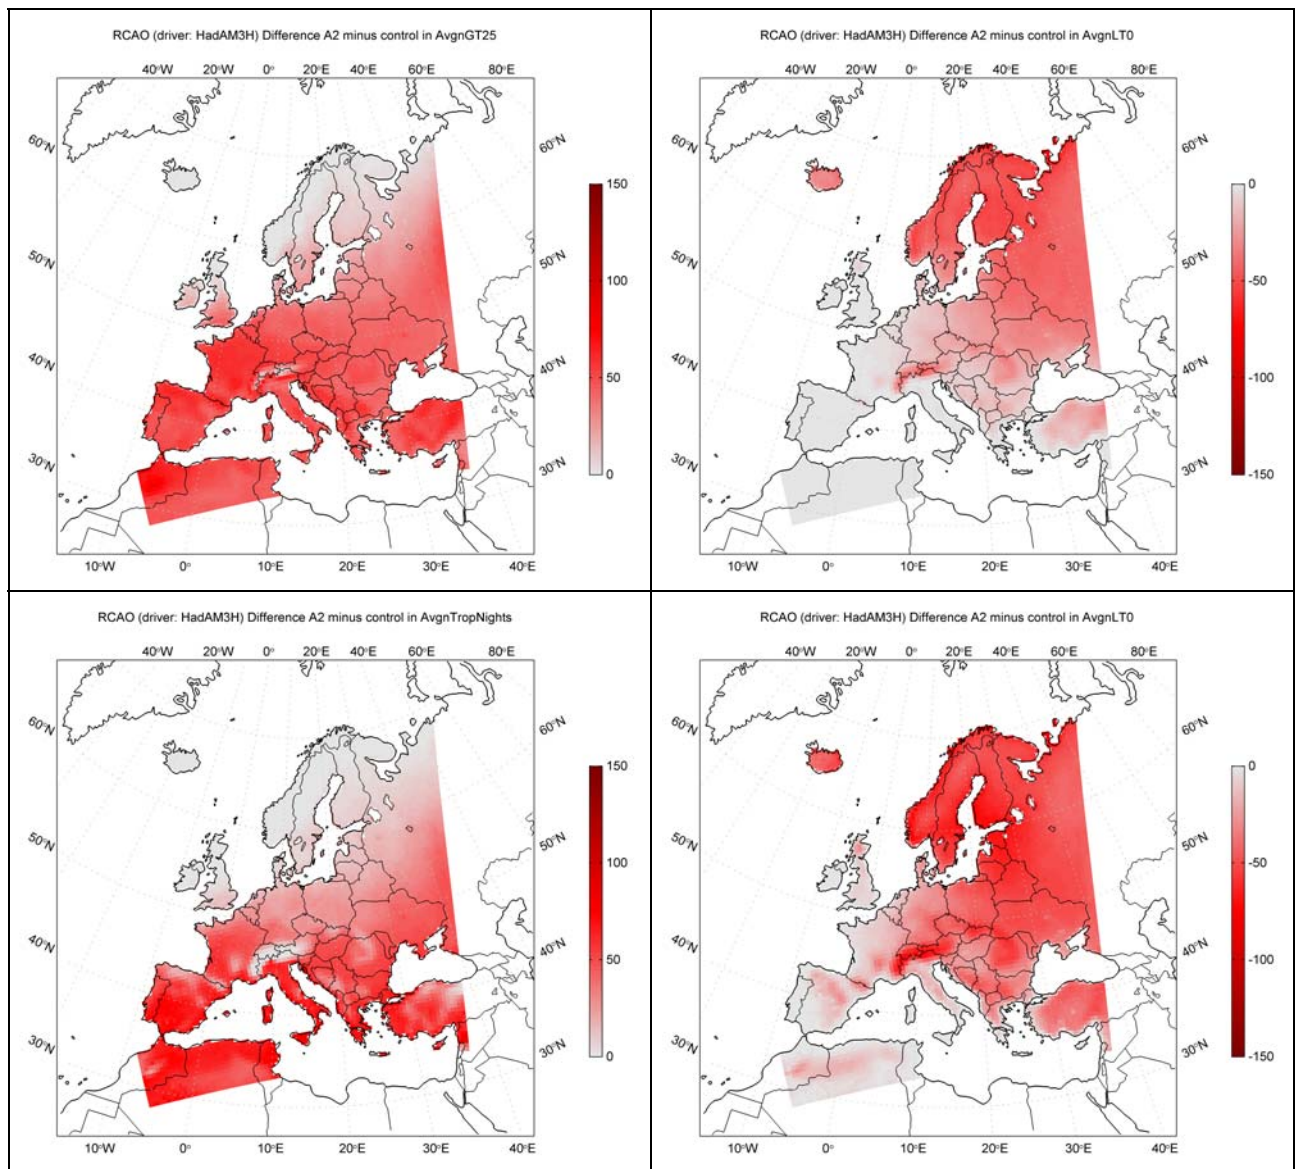 RCAO (driver: HadAM3H) Difference A2 minus control in AvgnGT25
40°W 20°W 0° 20°E 40°E 60°E 80°E
60°N 60°N
50°N 50°N
40°N 40°N
30°N 30°N
10°W 0° 10°E 20°E 30°E 40°E
150
100
50
0
RCAO (driver: HadAM3H) Difference A2 minus control in AvgnLT0
40°W 20°W 0° 20°E 40°E 60°E 80°E
60°N 60°N
50°N 50°N
40°N 40°N
30°N 30°N
10°W 0° 10°E 20°E 30°E 40°E
0
-50
-100
-150
RCAO (driver: HadAM3H) Difference A2 minus control in AvgnTropNights
40°W 20°W 0° 20°E 40°E 60°E 80°E
60°N 60°N
50°N 50°N
40°N 40°N
30°N 30°N
10°W 0° 10°E 20°E 30°E 40°E
150
100
50
0
RCAO (driver: HadAM3H) Difference A2 minus control in AvgnLT0
40°W 20°W 0° 20°E 40°E 60°E 80°E
60°N 60°N
50°N 50°N
40°N 40°N
30°N 30°N
10°W 0° 10°E 20°E 30°E 40°E
0
-50
-100
-150